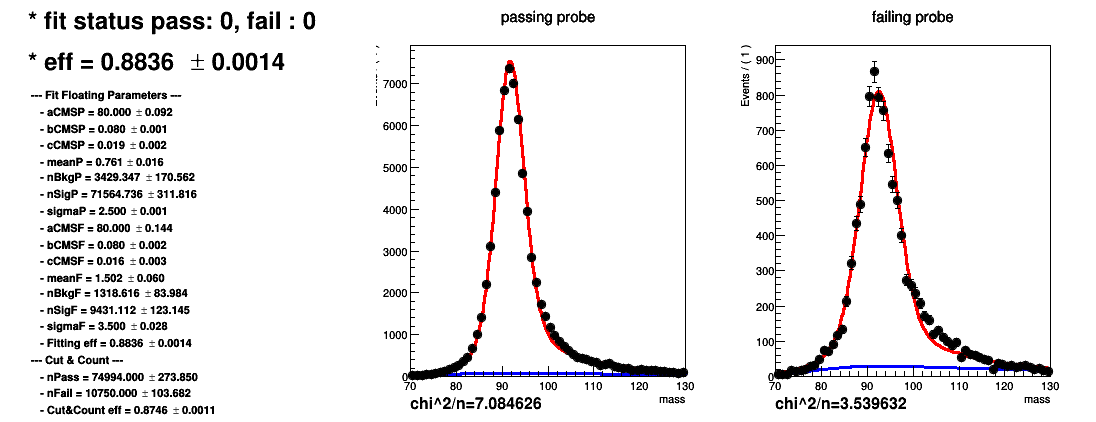 * fit status pass: 0, fail : 0
* eff = 0.8836 ± 0.0014
--- Fit Floating Parameters ---
- aCMSP = 80.000 ± 0.092
- bCMSP = 0.080 ± 0.001
- cCMSP = 0.019 ± 0.002
- meanP = 0.761 ± 0.016
- nBkgP = 3429.347 ± 170.562
- nSigP = 71564.736 ± 311.816
- sigmaP = 2.500 ± 0.001
- aCMSF = 80.000 ± 0.144
- bCMSF = 0.080 ± 0.002
- cCMSF = 0.016 ± 0.003
- meanF = 1.502 ± 0.060
- nBkgF = 1318.616 ± 83.984
- nSigF = 9431.112 ± 123.145
- sigmaF = 3.500 ± 0.028
- Fitting eff = 0.8836 ± 0.0014
--- Cut & Count ---
- nPass = 74994.000 ± 273.850
- nFail = 10750.000 ± 103.682
- Cut&Count eff = 0.8746 ± 0.0011
passing probe
7000
6000
5000
4000
3000
2000
1000
0
70 80 90 100 110 120 130
mass
chi^2/n=7.084626
failing probe
Events / ( 1 )
900
800
700
600
500
400
300
200
100
0
70 80 90 100 110 120 130
mass
chi^2/n=3.539632